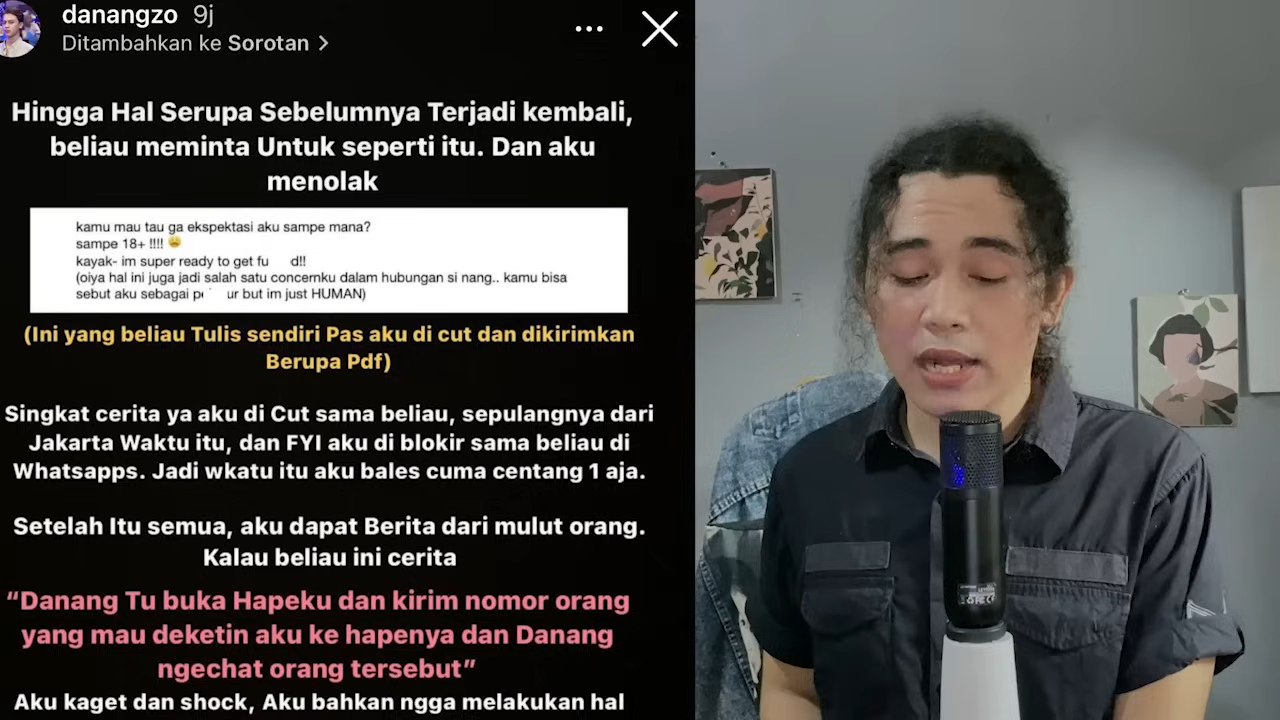 danangzo 9j
Ditambahkan ke Sorotan >
Hingga Hal Serupa Sebelumnya Terjadi kembali,
beliau meminta Untuk seperti itu. Dan aku
menolak
kamu mau tau ga ekspektasi aku sampe mana?
sampe 18+ !!!! 😩
kayak- im super ready to get fu d!!
(oiya hal ini juga jadi salah satu concernku dalam hubungan si nang.. kamu bisa
sebut aku sebagai pe ur but im just HUMAN)
(Ini yang beliau Tulis sendiri Pas aku di cut dan dikirimkan
Berupa Pdf)
Singkat cerita ya aku di Cut sama beliau, sepulangnya dari
Jakarta Waktu itu, dan FYI aku di blokir sama beliau di
Whatsapps. Jadi wkatu itu aku bales cuma centang 1 aja.
Setelah Itu semua, aku dapat Berita dari mulut orang.
Kalau beliau ini cerita
“Danang Tu buka Hapeku dan kirim nomor orang
yang mau deketin aku ke hapenya dan Danang
ngechat orang tersebut”
Aku kaget dan shock, Aku bahkan ngga melakukan hal